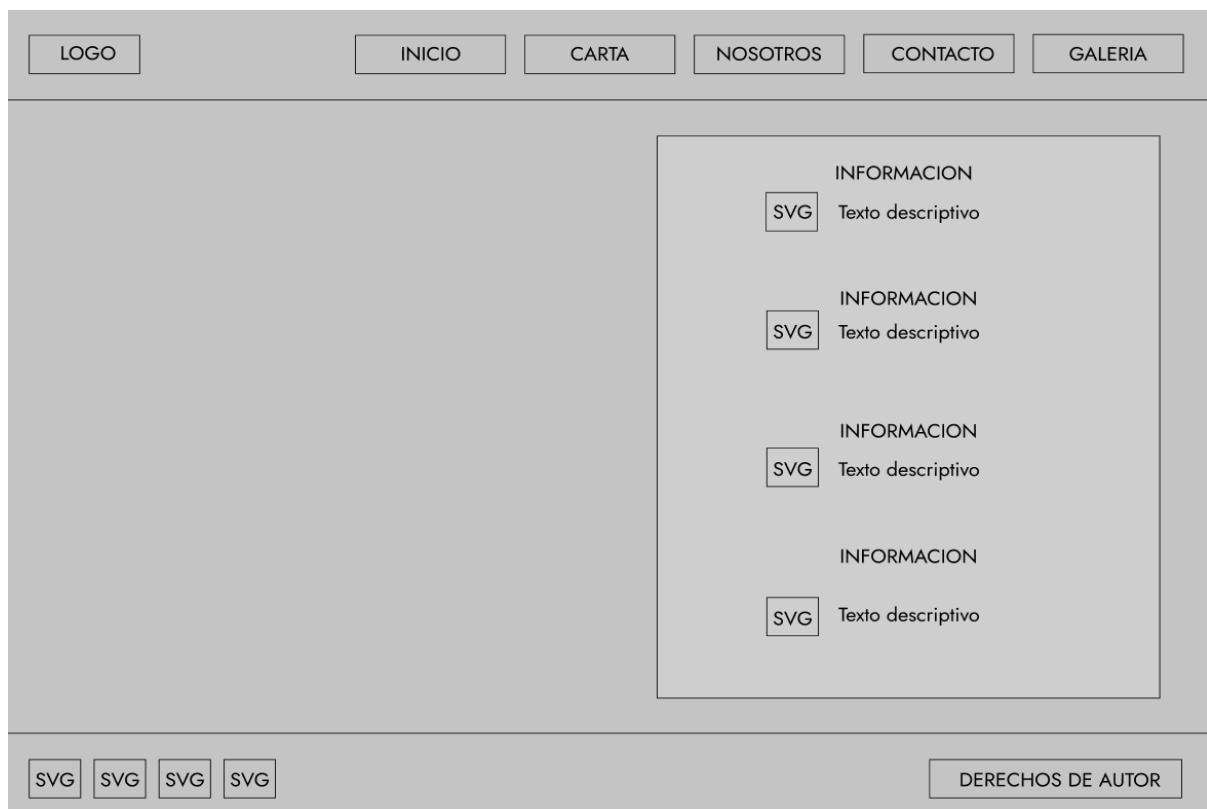 LOGO
INICIO
CARTA
NOSOTROS
CONTACTO
GALERIA
INFORMACION
SVG
Texto descriptivo
INFORMACION
SVG
Texto descriptivo
INFORMACION
SVG
Texto descriptivo
INFORMACION
SVG
Texto descriptivo
SVG
SVG
SVG
SVG
DERECHOS DE AUTOR